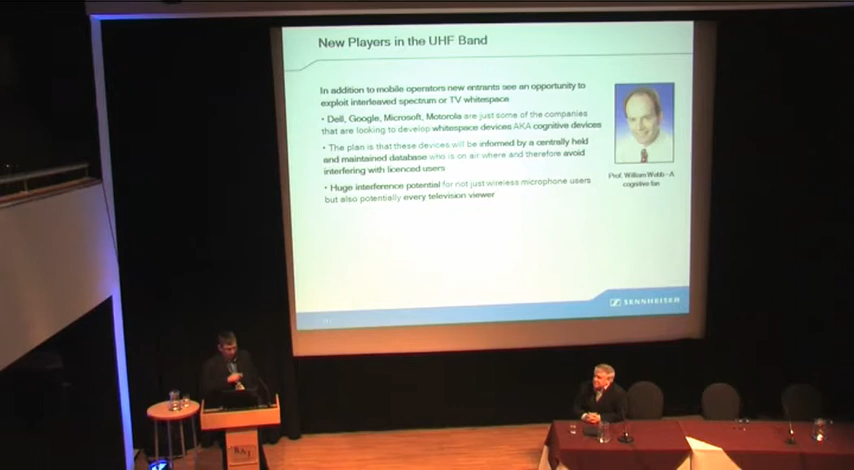 New Players in the UHF Band
In addition to mobile operators new entrants see an opportunity to
exploit interleaved spectrum or TV whitespace
• Dell, Google, Microsoft, Motorola are just some of the companies
that are looking to develop whitespace devices AKA cognitive devices
• The plan is that these devices will be informed by a centrally held
and maintained database who is on air where and therefore avoid
interfering with licenced users
• Huge interference potential for not just wireless microphone users
but also potentially every television viewer
Prof. William Webb - A
cognitive fan
SENNHEISER